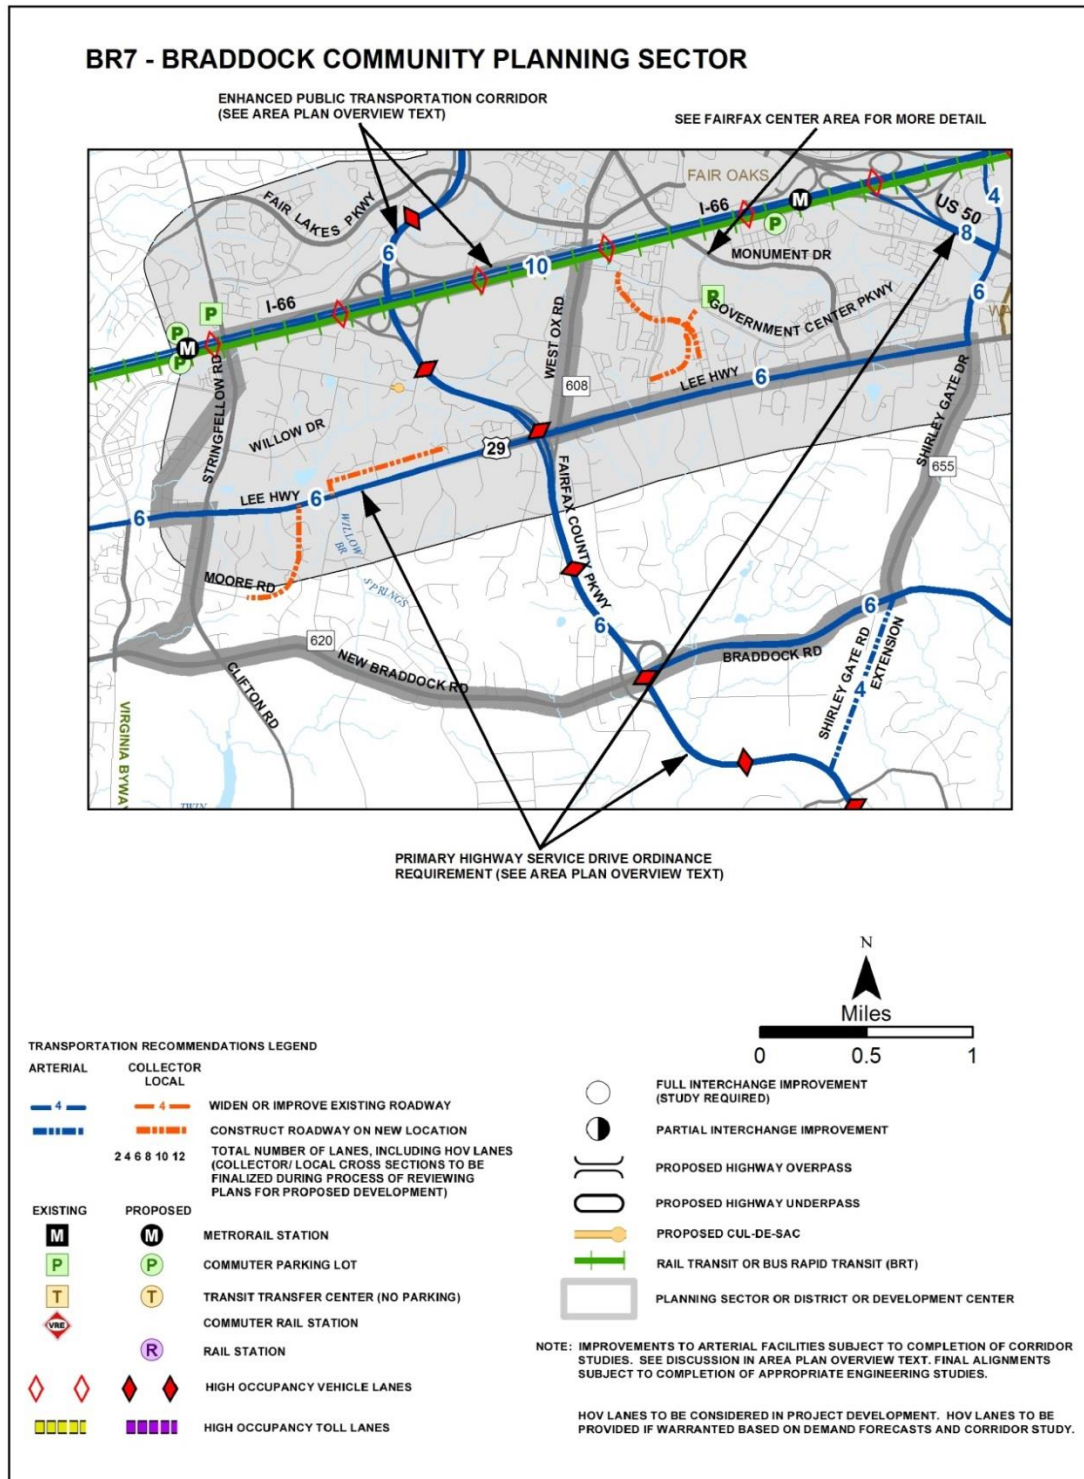 BR7 - BRADDOCK COMMUNITY PLANNING SECTOR
ENHANCED PUBLIC TRANSPORTATION CORRIDOR
(SEE AREA PLAN OVERVIEW TEXT)
SEE FAIRFAX CENTER AREA FOR MORE DETAIL
FAIR OAKS
FAIR LAKES PKWY
I-66
M
US 50
4
8
P
6
MONUMENT DR
10
6
I-66
P
P
GOVERNMENT CENTER PKWY
WA
P
M
P
STRINGFELLOW RD
WEST OX RD
LEE HWY
6
608
SHIRLEY GATE DR
WILLOW DR
29
655
LEE HWY
6
6
FAIRFAX COUNTY PKWY
WILLOW
BR
SPRINGS
MOORE RD
6
6
620
NEW BRADDOCK RD
BRADDOCK RD
SHIRLEY GATE RD
EXTENSION
4
CLIFTON RD
VIRGINIA BYWAY
TWIN
PRIMARY HIGHWAY SERVICE DRIVE ORDINANCE
REQUIREMENT (SEE AREA PLAN OVERVIEW TEXT)
N
Miles
0 0.5 1
TRANSPORTATION RECOMMENDATIONS LEGEND
ARTERIAL COLLECTOR
LOCAL
4 4 WIDEN OR IMPROVE EXISTING ROADWAY
CONSTRUCT ROADWAY ON NEW LOCATION
2 4 6 8 10 12 TOTAL NUMBER OF LANES, INCLUDING HOV LANES
(COLLECTOR/ LOCAL CROSS SECTIONS TO BE
FINALIZED DURING PROCESS OF REVIEWING
PLANS FOR PROPOSED DEVELOPMENT)
EXISTING PROPOSED
M M METRORAIL STATION
P P COMMUTER PARKING LOT
T T TRANSIT TRANSFER CENTER (NO PARKING)
VRE COMMUTER RAIL STATION
R RAIL STATION
HIGH OCCUPANCY VEHICLE LANES
HIGH OCCUPANCY TOLL LANES
FULL INTERCHANGE IMPROVEMENT
(STUDY REQUIRED)
PARTIAL INTERCHANGE IMPROVEMENT
PROPOSED HIGHWAY OVERPASS
PROPOSED HIGHWAY UNDERPASS
PROPOSED CUL-DE-SAC
RAIL TRANSIT OR BUS RAPID TRANSIT (BRT)
PLANNING SECTOR OR DISTRICT OR DEVELOPMENT CENTER
NOTE: IMPROVEMENTS TO ARTERIAL FACILITIES SUBJECT TO COMPLETION OF CORRIDOR
STUDIES. SEE DISCUSSION IN AREA PLAN OVERVIEW TEXT. FINAL ALIGNMENTS
SUBJECT TO COMPLETION OF APPROPRIATE ENGINEERING STUDIES.
HOV LANES TO BE CONSIDERED IN PROJECT DEVELOPMENT. HOV LANES TO BE
PROVIDED IF WARRANTED BASED ON DEMAND FORECASTS AND CORRIDOR STUDY.